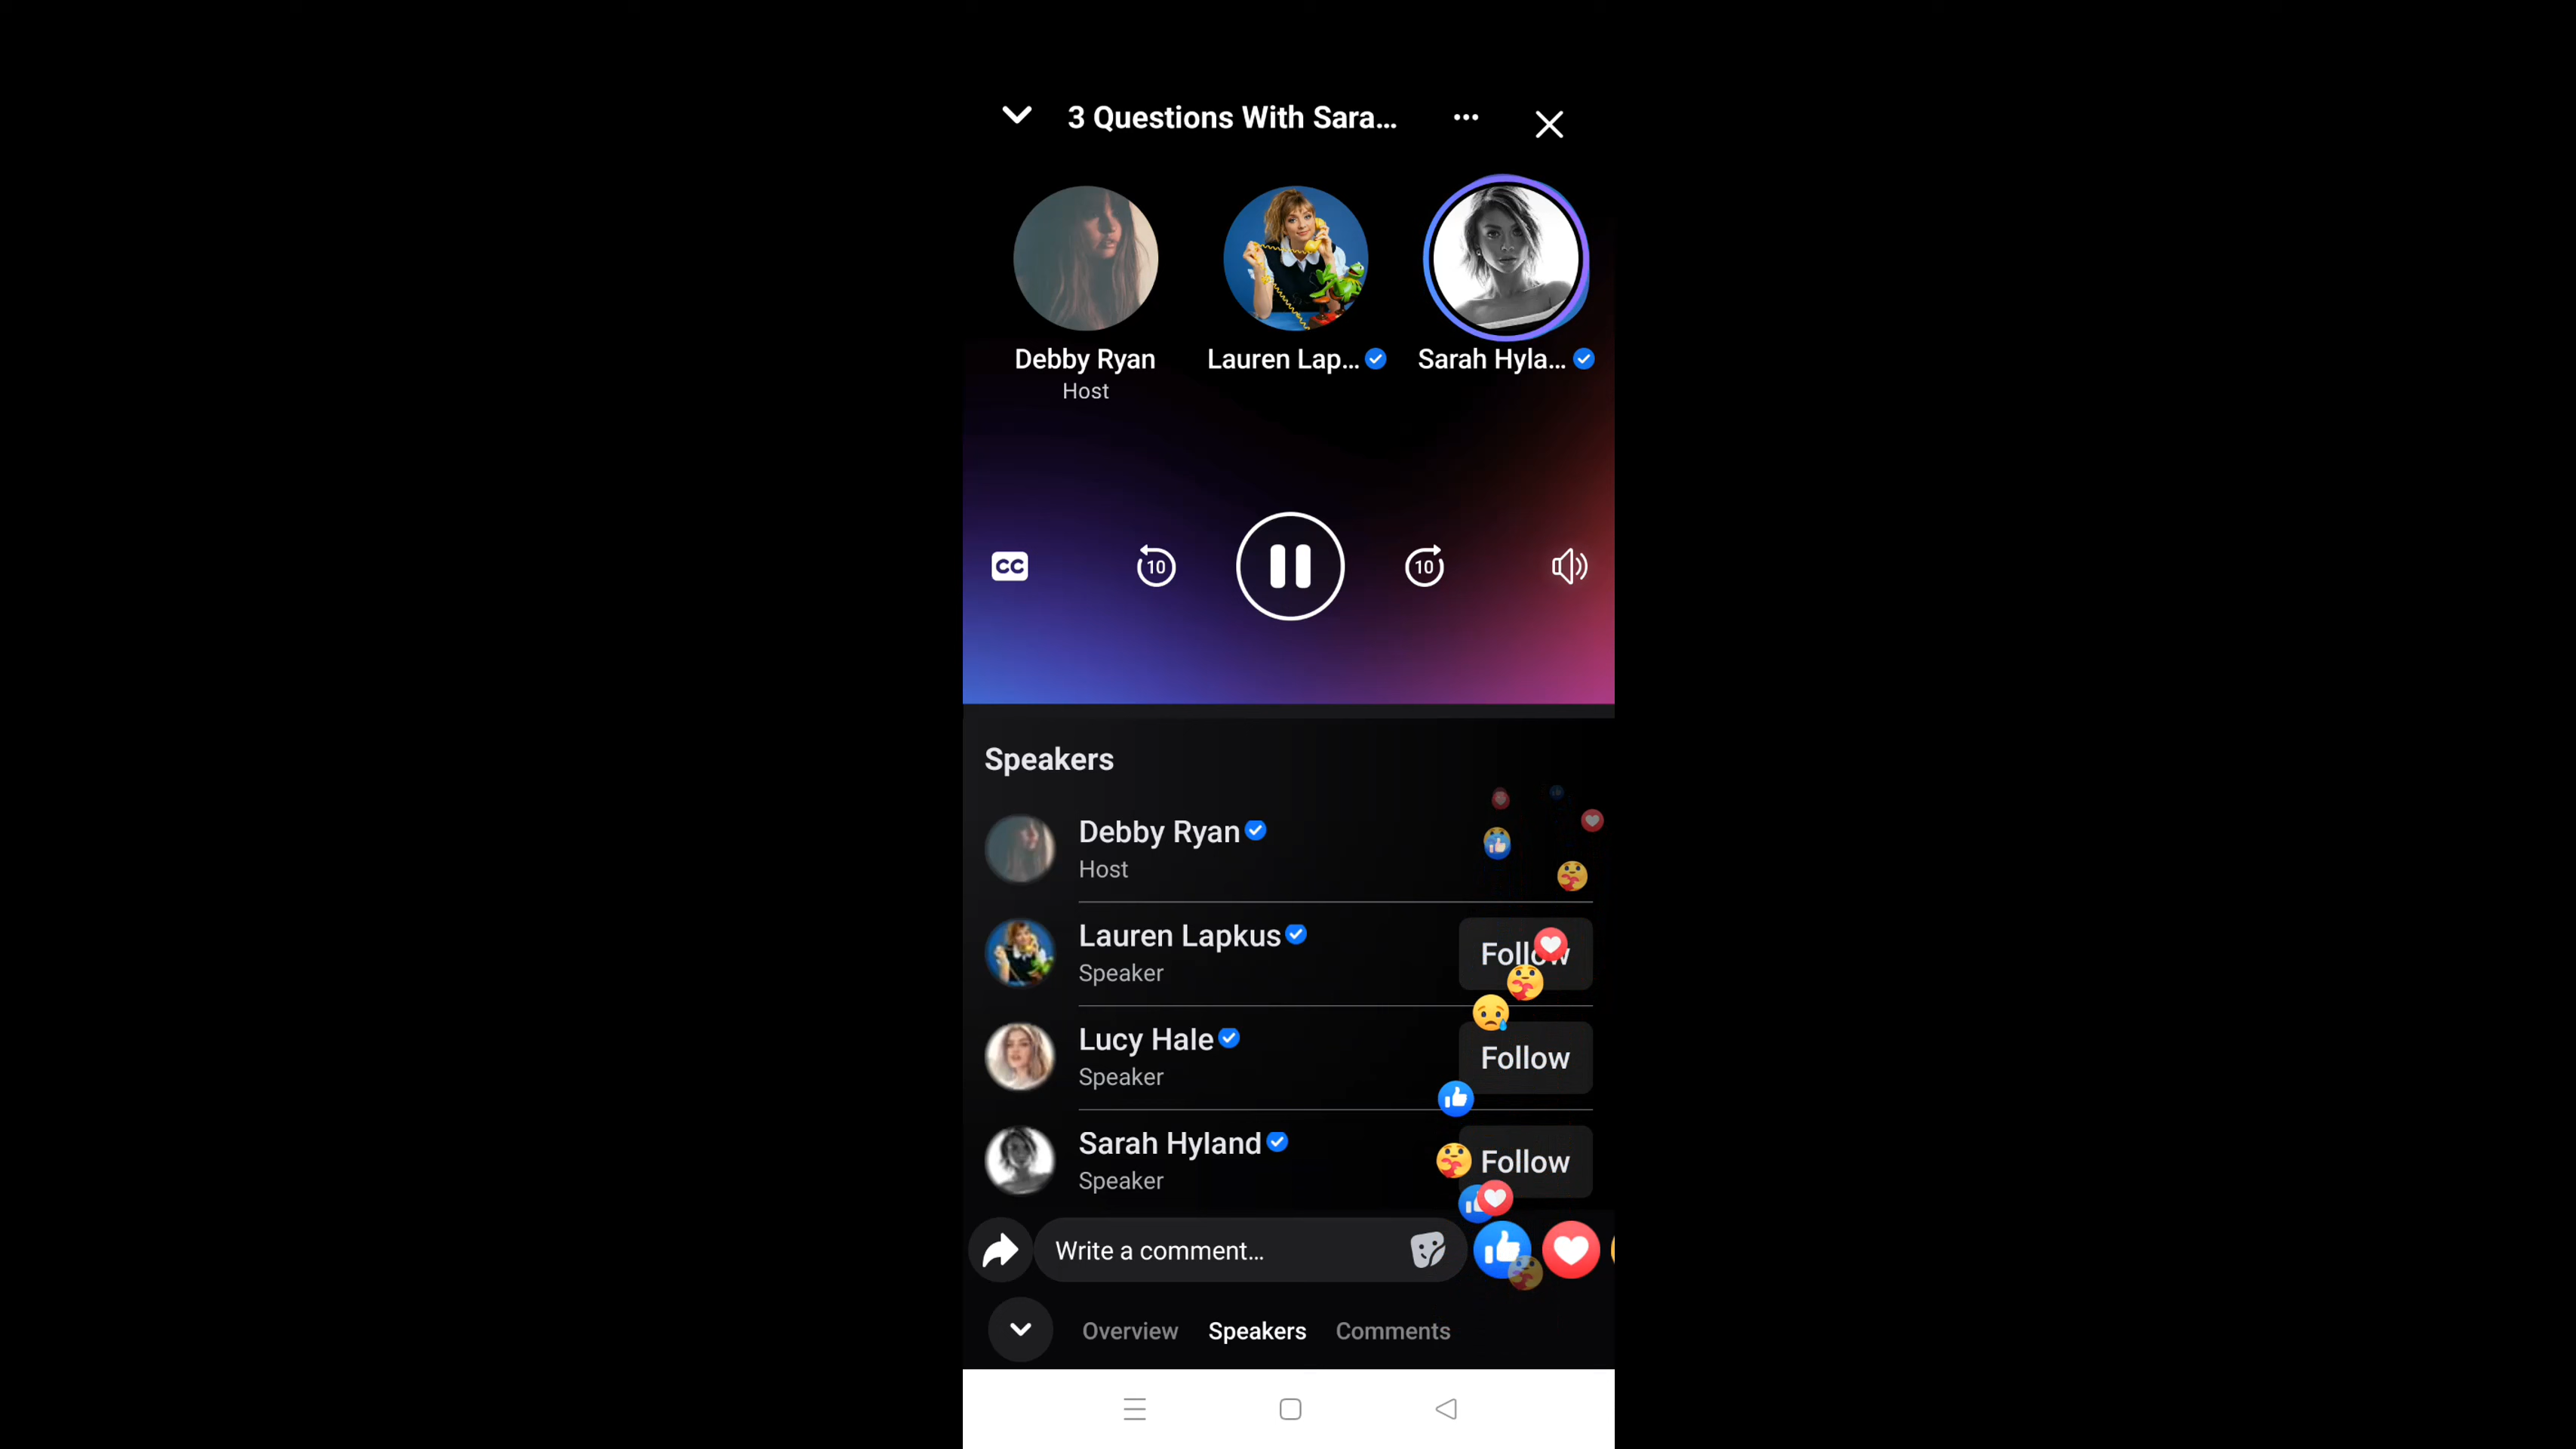 3 Questions With Sara...
Debby Ryan
Host
Lauren Lap...
Sarah Hyla...
CC
10
10
Speakers
Debby Ryan
Host
Lauren Lapkus
Speaker
Follow
Lucy Hale
Speaker
Follow
Sarah Hyland
Speaker
Follow
Write a comment...
Overview
Speakers
Comments